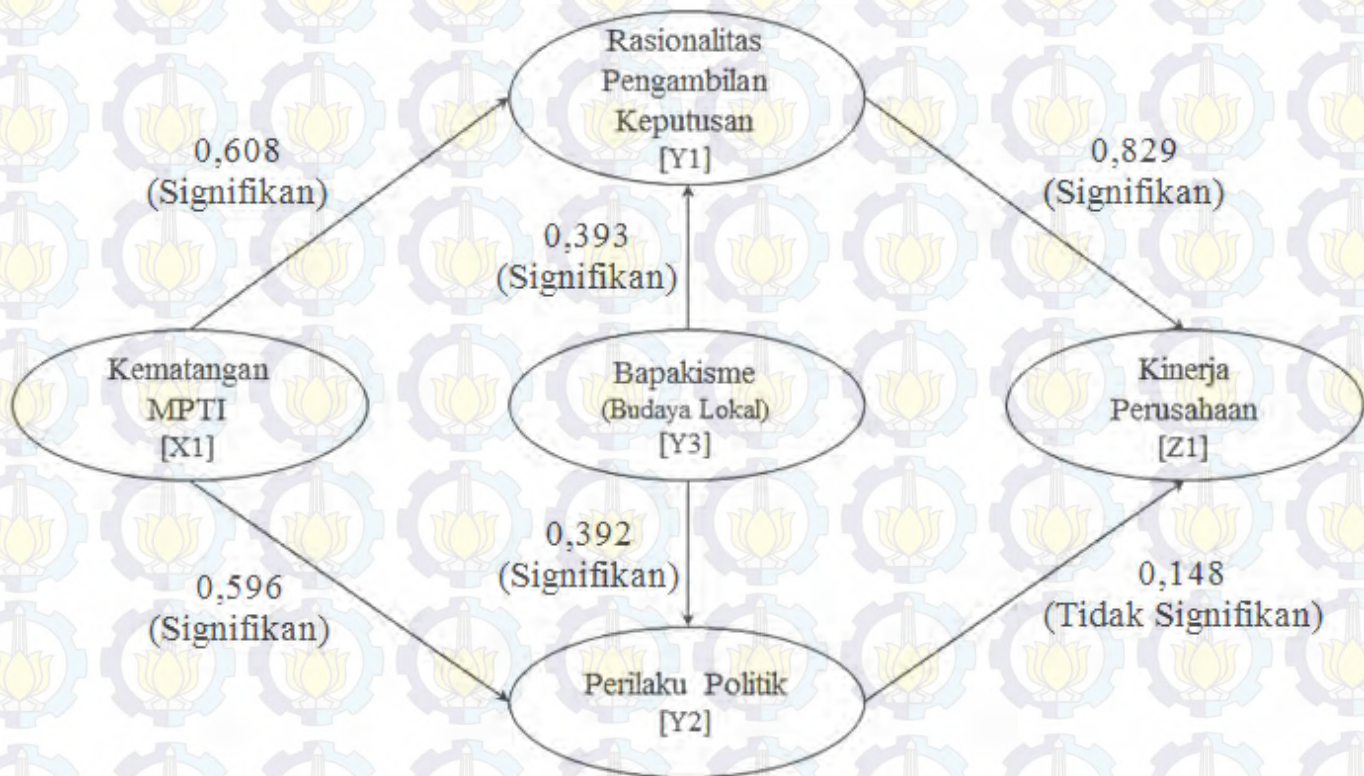 Rasionalitas
Pengambilan
Keputusan
[Y1]
0,608
(Signifikan)
0,829
(Signifikan)
0,393
(Signifikan)
Kematangan
MPTI
[X1]
Bapakisme
(Budaya Lokal)
[Y3]
Kinerja
Perusahaan
[Z1]
0,392
(Signifikan)
0,596
(Signifikan)
0,148
(Tidak Signifikan)
Perilaku Politik
[Y2]